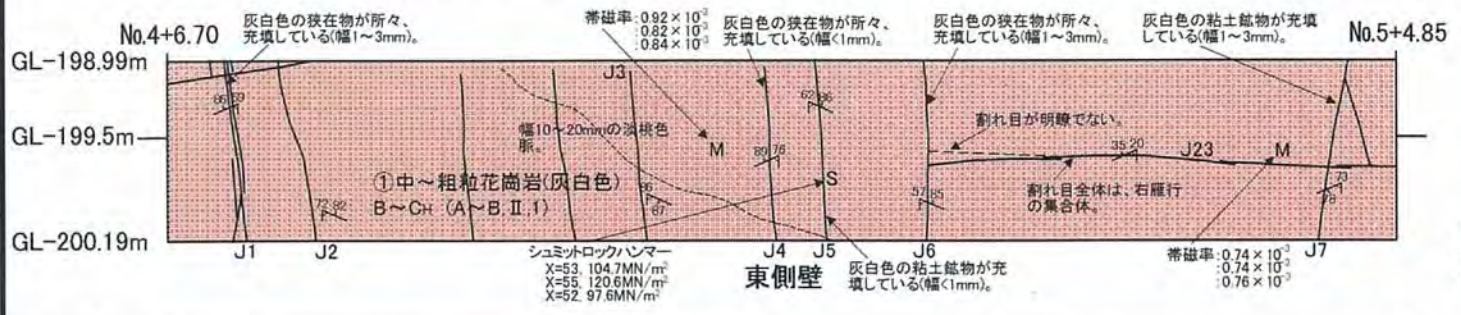 No.4+6.70
灰白色の狭在物が所々、
充填している(幅1～3mm)。
帯磁率:0.92×10⁻³
:0.82×10⁻³
:0.84×10⁻³
灰白色の狭在物が所々、
充填している(幅<1mm)。
灰白色の狭在物が所々、
充填している(幅1～3mm)。
灰白色の粘土鉱物が充填
している(幅1～3mm)。
No.5+4.85
GL-198.99m
GL-199.5m
GL-200.19m
J3
86 69
62 86
幅10～20mmの淡桃色
脈。
M
89 76
割れ目が明瞭でない。
35 20
J23
M
①中～粗粒花崗岩(灰白色)
B～CH (A～B,Ⅱ,1)
S
割れ目全体は、右雁行
の集合体。
72 82
67
57 85
73
78
J1
J2
J4
J5
J6
J7
シュミットロックハンマー
X=53, 104.7MN/m²
X=55, 120.6MN/m²
X=52, 97.6MN/m²
東側壁
灰白色の粘土鉱物が充
填している(幅<1mm)。
帯磁率:0.74×10⁻³
:0.74×10⁻³
:0.76×10⁻³